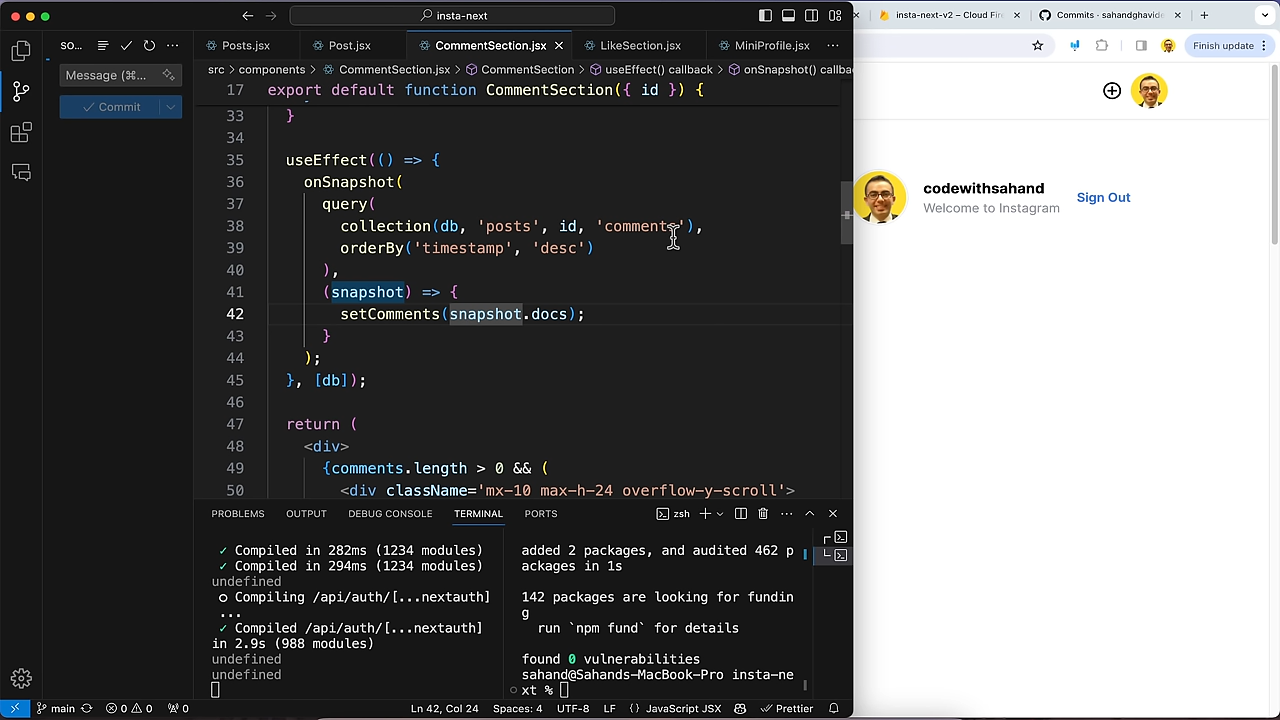 insta-next
insta-next-v2 – Cloud Fire
Commits · sahandghavid
SO...
Posts.jsx
Post.jsx
CommentSection.jsx
LikeSection.jsx
MiniProfile.jsx
Finish update
Message (⌘...
Commit
src > components > CommentSection.jsx > CommentSection > useEffect() callback > onSnapshot() callba
17 export default function CommentSection({ id }) {
33 }
34
35 useEffect(() => {
36 onSnapshot(
37 query(
38 collection(db, 'posts', id, 'comments'),
39 orderBy('timestamp', 'desc')
40 ),
41 (snapshot) => {
42 setComments(snapshot.docs);
43 }
44 );
45 }, [db]);
46
47 return (
48 <div>
49 {comments.length > 0 && (
50 <div className='mx-10 max-h-24 overflow-y-scroll'>
codewithsahand
Welcome to Instagram
Sign Out
PROBLEMS OUTPUT DEBUG CONSOLE TERMINAL PORTS
zsh
✓ Compiled in 282ms (1234 modules)
✓ Compiled in 294ms (1234 modules)
undefined
○ Compiling /api/auth/[...nextauth]
...
✓ Compiled /api/auth/[...nextauth]
in 2.9s (988 modules)
undefined
undefined
added 2 packages, and audited 462 p
ackages in 1s
142 packages are looking for fundin
g
run `npm fund` for details
found 0 vulnerabilities
sahand@Sahands-MacBook-Pro insta-ne
xt %
main
0 0
0
Ln 42, Col 24
Spaces: 4
UTF-8
LF
{} JavaScript JSX
Prettier